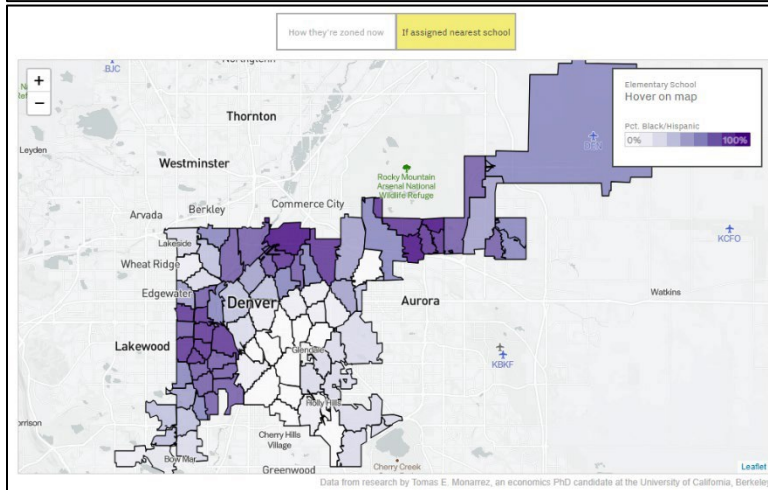 How they're zoned now
If assigned nearest school
+
−
Elementary School
Hover on map
Pct. Black/Hispanic
0%
100%
BJC
Thornton
Leyden
Westminster
DEN
Rocky Mountain
Arsenal National
Wildlife Refuge
Commerce City
Berkley
Arvada
Lakeside
KCFO
Wheat Ridge
Edgewater
Denver
Aurora
Watkins
Lakewood
Glendale
KBKF
Holly Hills
orrison
Cherry Hills
Village
Bow Mar
Greenwood
Cherry Creek
Leaflet
Data from research by Tomas E. Monarrez, an economics PhD candidate at the University of California, Berkeley